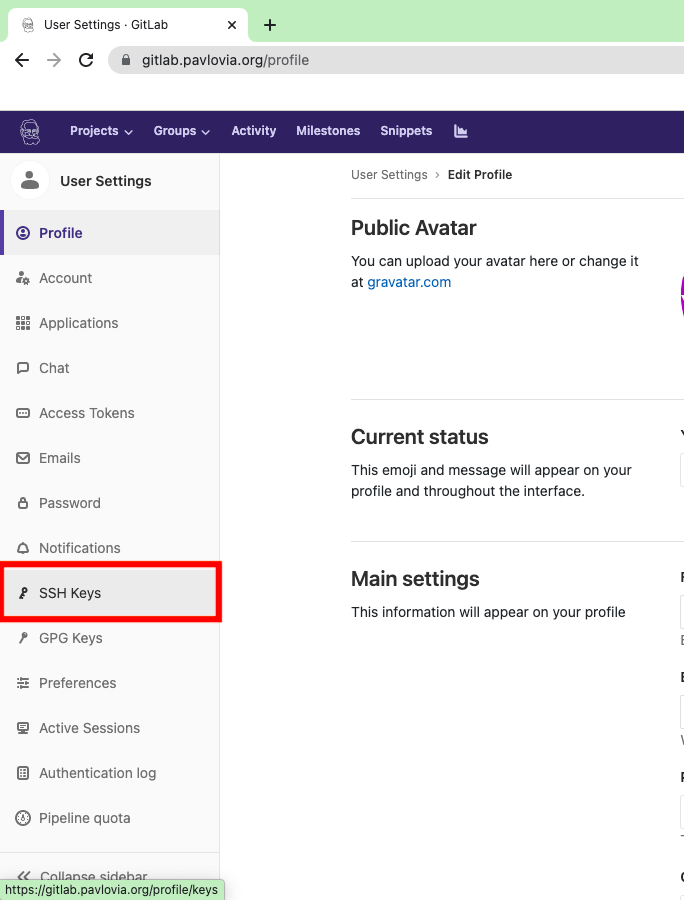 User Settings · GitLab
gitlab.pavlovia.org/profile
Projects Groups Activity Milestones Snippets
User Settings
Profile
Account
Applications
Chat
Access Tokens
Emails
Password
Notifications
SSH Keys
GPG Keys
Preferences
Active Sessions
Authentication log
Pipeline quota
Collapse sidebar
https://gitlab.pavlovia.org/profile/keys
User Settings › Edit Profile
Public Avatar
You can upload your avatar here or change it
at gravatar.com
Current status
This emoji and message will appear on your
profile and throughout the interface.
Main settings
This information will appear on your profile